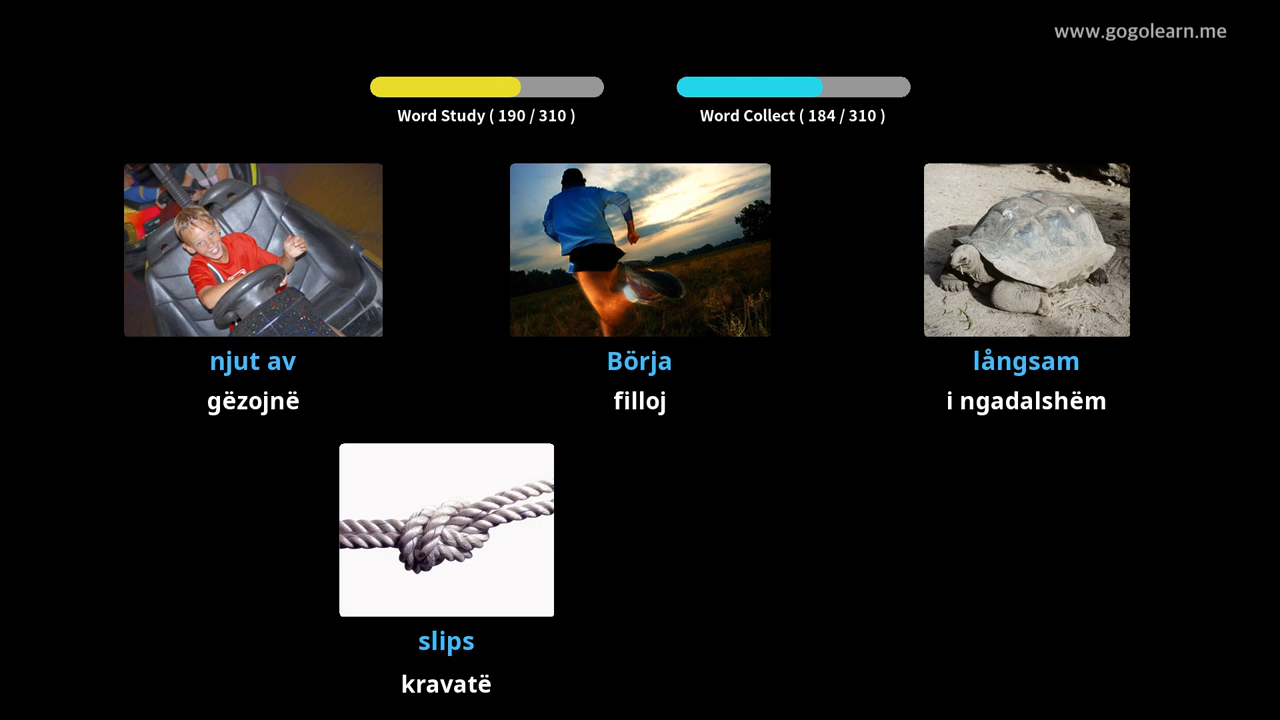 www.gogolearn.me
Word Study ( 190 / 310 )
Word Collect ( 184 / 310 )
njut av
gëzojnë
Börja
filloj
långsam
i ngadalshëm
slips
kravatë